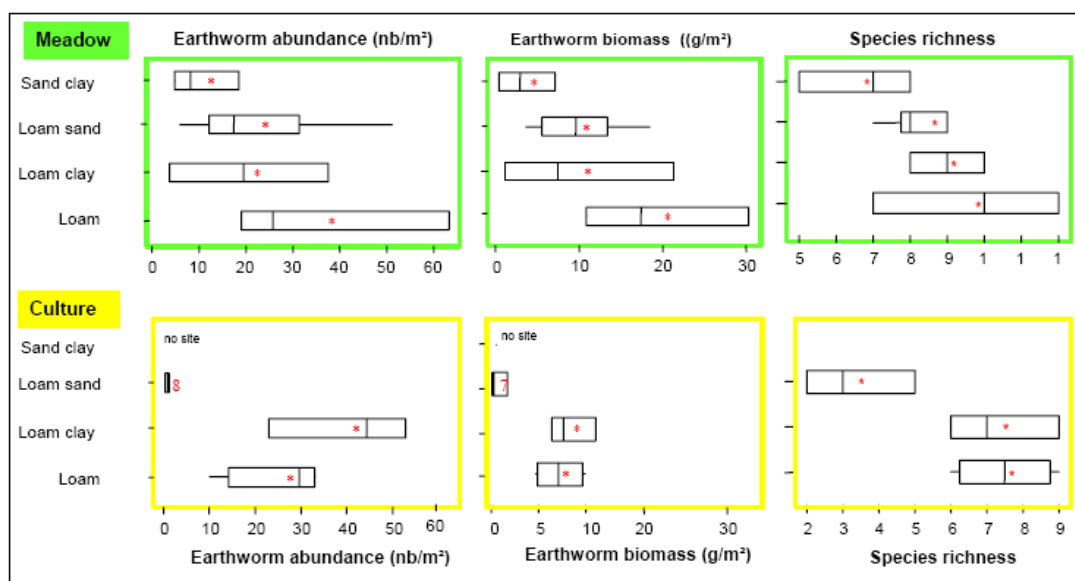 Meadow
Earthworm abundance (nb/m²)
Earthworm biomass ((g/m²)
Species richness
Sand clay
Loam sand
Loam clay
Loam
0 10 20 30 40 50 60
0 10 20 30
5 6 7 8 9 1 1 1
Culture
no site
no site
Sand clay
Loam sand
8
7
Loam clay
Loam
0 10 20 30 40 50 60
0 5 10 20 30
2 3 4 5 6 7 8 9
Earthworm abundance (nb/m²)
Earthworm biomass (g/m²)
Species richness